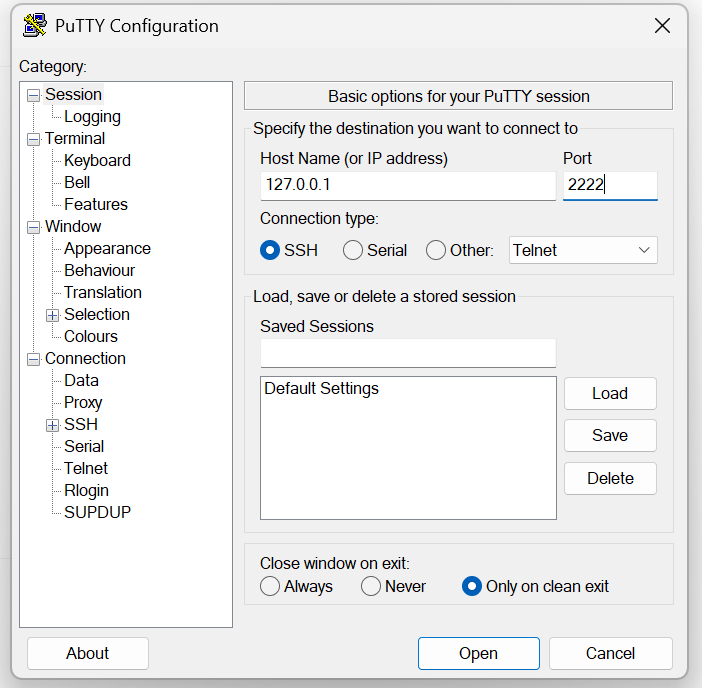 PuTTY Configuration
Category:
Session
Logging
Terminal
Keyboard
Bell
Features
Window
Appearance
Behaviour
Translation
Selection
Colours
Connection
Data
Proxy
SSH
Serial
Telnet
Rlogin
SUPDUP
Basic options for your PuTTY session
Specify the destination you want to connect to
Host Name (or IP address) Port
127.0.0.1 2222
Connection type:
SSH Serial Other: Telnet
Load, save or delete a stored session
Saved Sessions
Default Settings
Load
Save
Delete
Close window on exit:
Always Never Only on clean exit
About Open Cancel